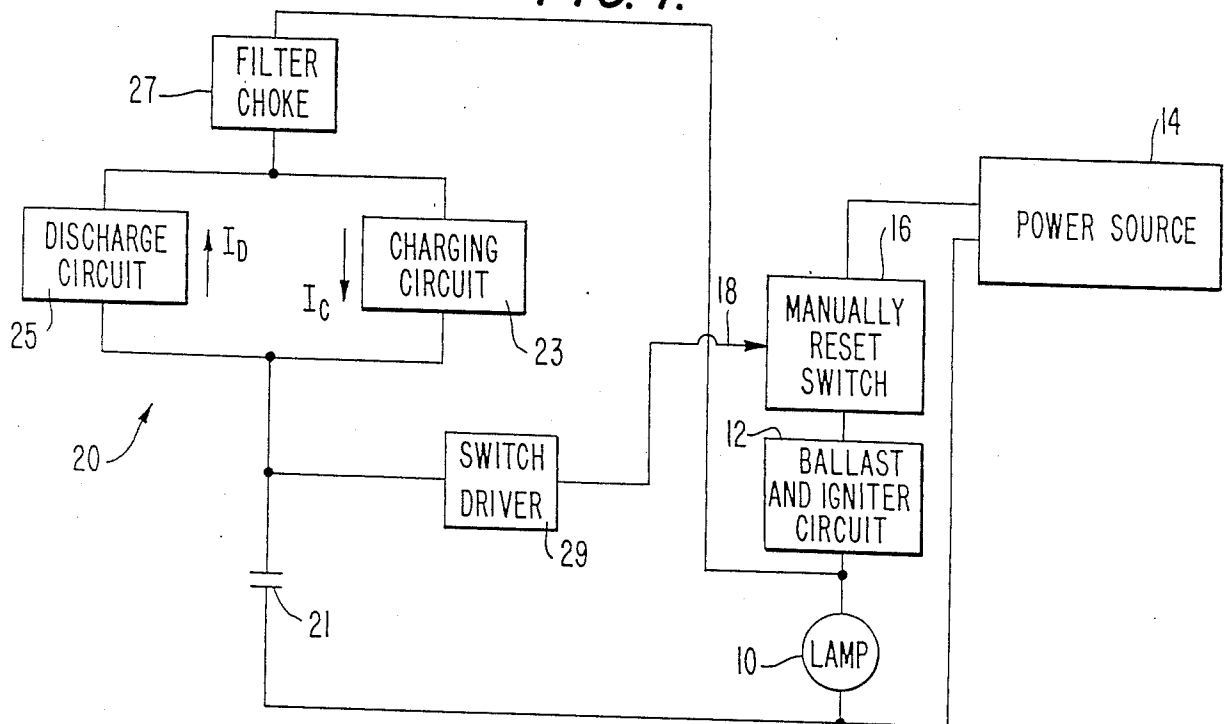 FIG. 1.
FILTER
CHOKE
27
14
POWER SOURCE
DISCHARGE
CIRCUIT
25
I_D
I_C
CHARGING
CIRCUIT
23
16
18
MANUALLY
RESET
SWITCH
20
SWITCH
DRIVER
29
12
BALLAST
AND IGNITER
CIRCUIT
21
10
LAMP